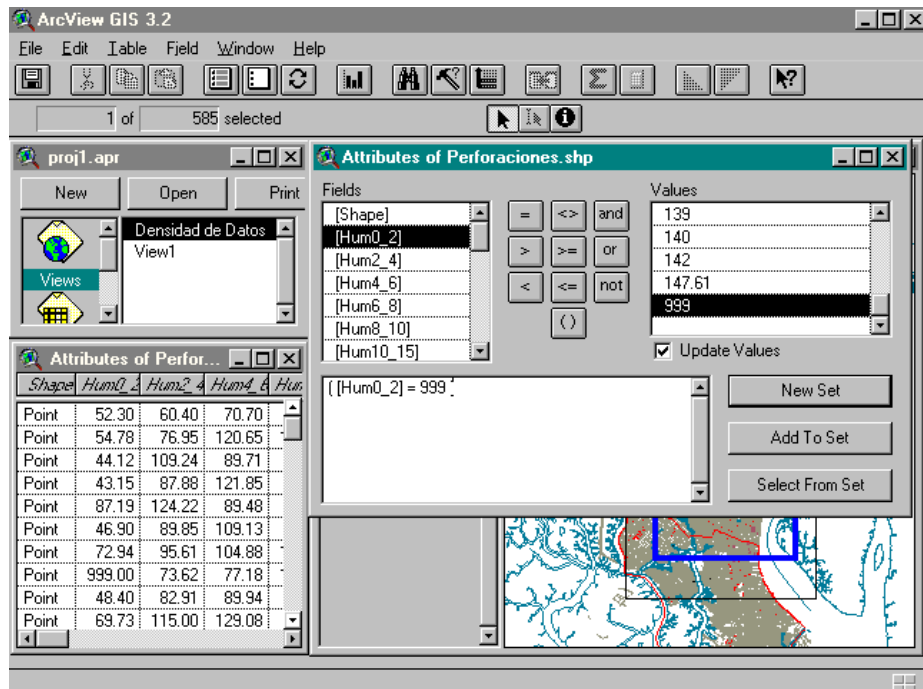 ArcView GIS 3.2
File Edit Table Field Window Help
1 of 585 selected
proj1.apr
New Open Print
Views
Densidad de Datos
View1
Attributes of Perfor...
Shape Hum0_2 Hum2_4 Hum4_6 Hum
Point 52.30 60.40 70.70
Point 54.78 76.95 120.65
Point 44.12 109.24 89.71
Point 43.15 87.88 121.85
Point 87.19 124.22 89.48
Point 46.90 89.85 109.13
Point 72.94 95.61 104.88
Point 999.00 73.62 77.18
Point 48.40 82.91 89.94
Point 69.73 115.00 129.08
Attributes of Perforaciones.shp
Fields
[Shape]
[Hum0_2]
[Hum2_4]
[Hum4_6]
[Hum6_8]
[Hum8_10]
[Hum10_15]
= <> and
> >= or
< <= not
( )
Values
139
140
142
147.61
999
Update Values
( [Hum0_2] = 999
New Set
Add To Set
Select From Set